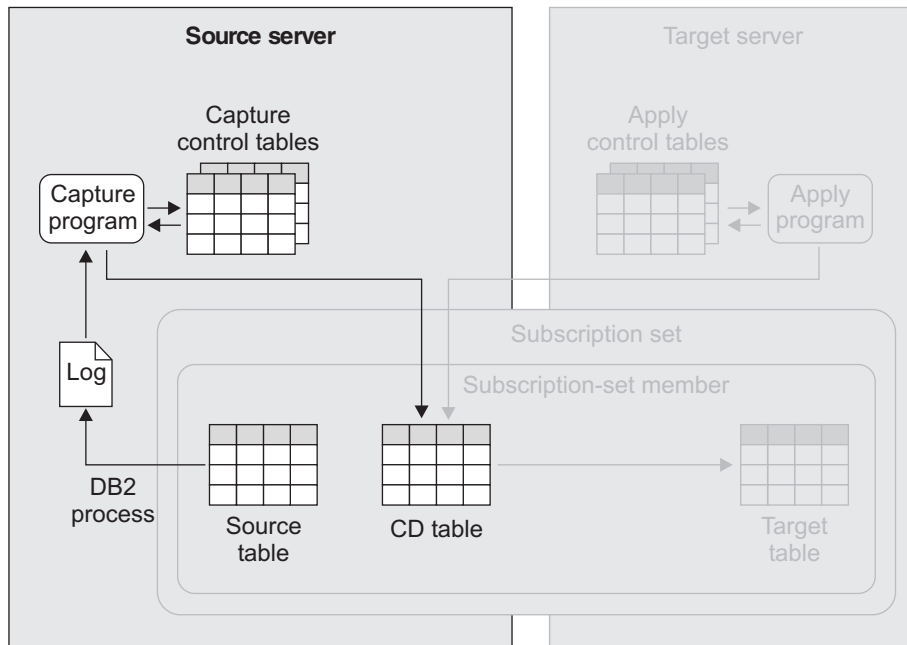 Source server
Target server
Capture
control tables
Apply
control tables
Capture
program
Apply
program
Subscription set
Log
Subscription-set member
DB2
process
Source
table
CD table
Target
table